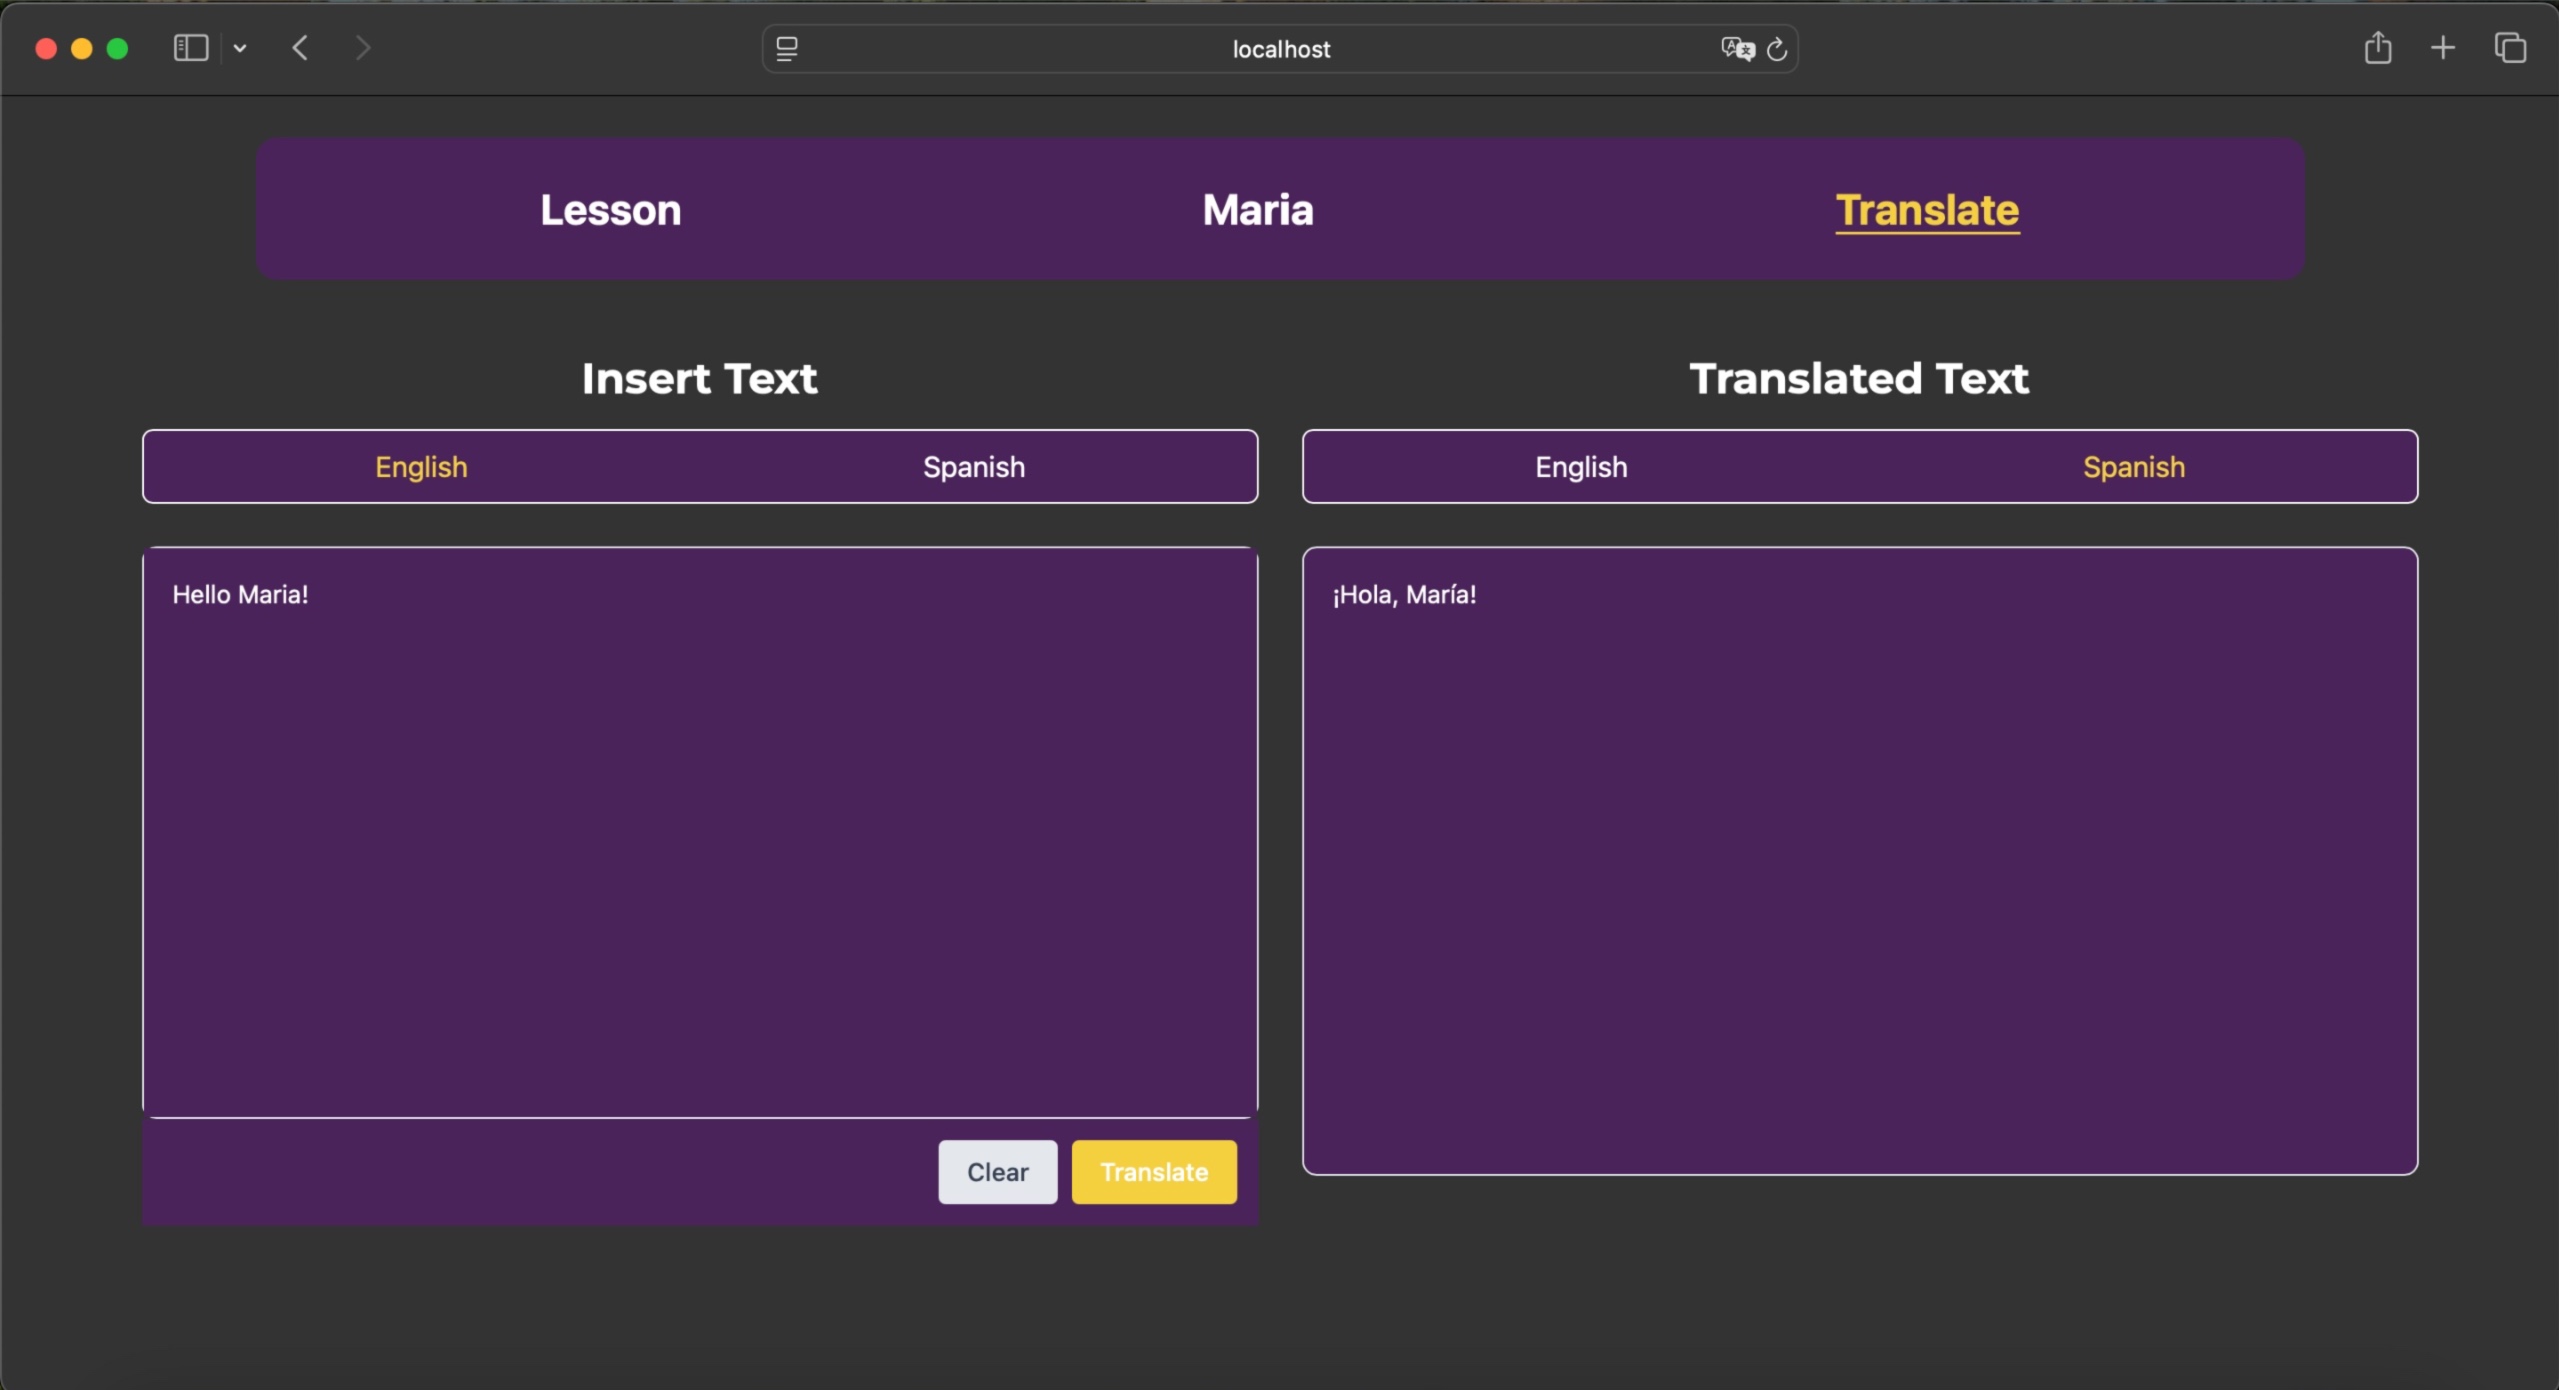 localhost
Lesson Maria Translate
Insert Text
English Spanish
Hello Maria!
Clear Translate
Translated Text
English Spanish
¡Hola, María!